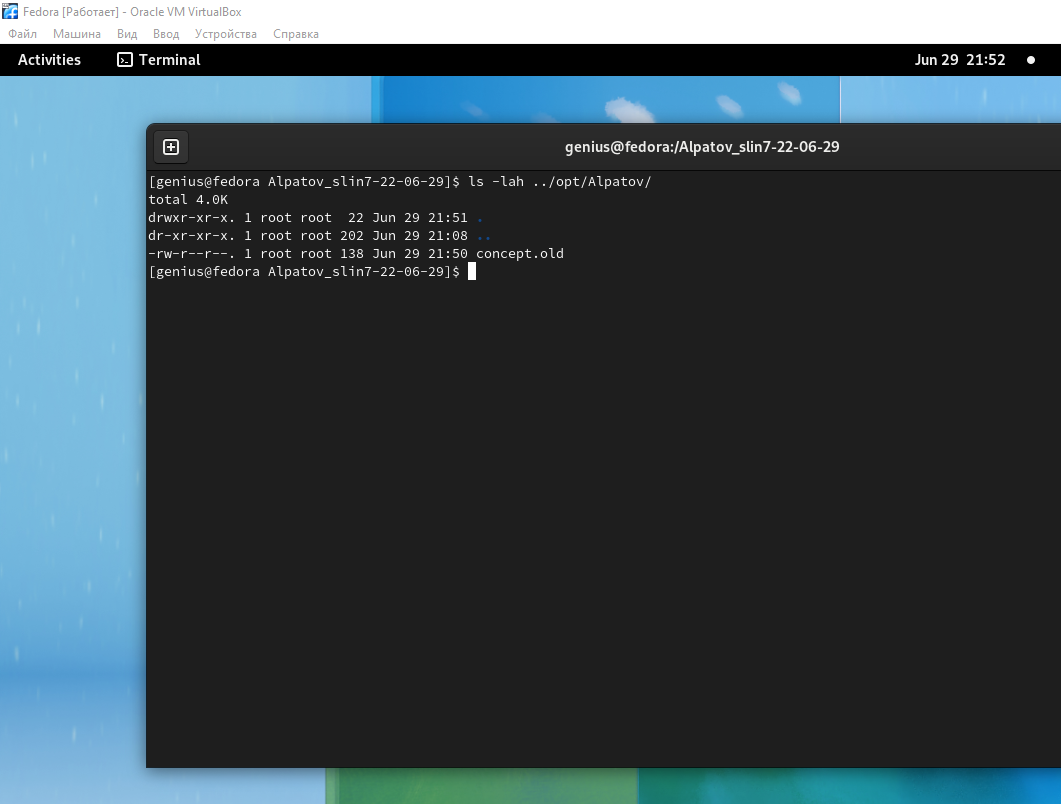 Fedora [Работает] - Oracle VM VirtualBox
Файл Машина Вид Ввод Устройства Справка
Activities Terminal Jun 29 21:52
genius@fedora:/Alpatov_slin7-22-06-29
[genius@fedora Alpatov_slin7-22-06-29]$ ls -lah ../opt/Alpatov/
total 4.0K
drwxr-xr-x. 1 root root  22 Jun 29 21:51 .
dr-xr-xr-x. 1 root root 202 Jun 29 21:08 ..
-rw-r--r--. 1 root root 138 Jun 29 21:50 concept.old
[genius@fedora Alpatov_slin7-22-06-29]$